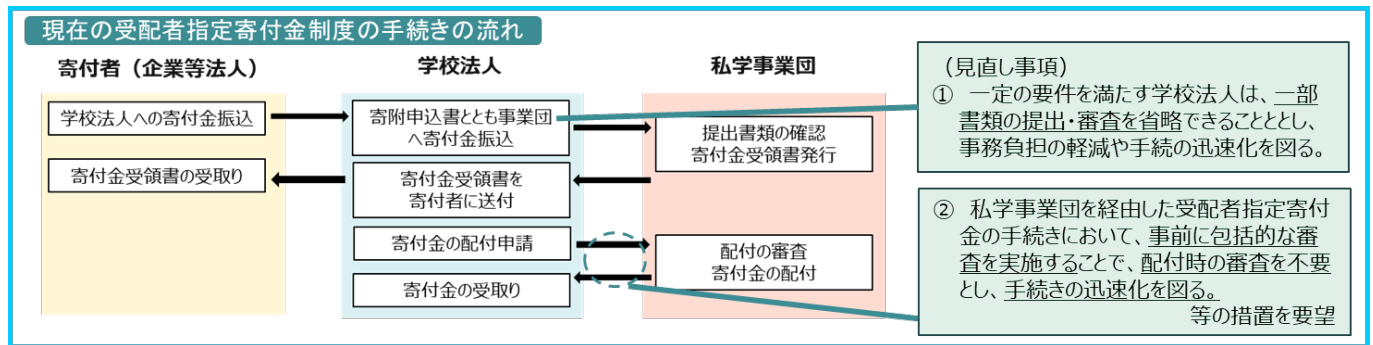 現在の受配者指定寄付金制度の手続きの流れ
寄付者（企業等法人）
学校法人
私学事業団
学校法人への寄付金振込
寄附申込書ととも事業団
へ寄付金振込
提出書類の確認
寄付金受領書発行
寄付金受領書の受取り
寄付金受領書を
寄付者に送付
寄付金の配付申請
配付の審査
寄付金の配付
寄付金の受取り
（見直し事項）
① 一定の要件を満たす学校法人は、一部
書類の提出・審査を省略できることととし、
事務負担の軽減や手続の迅速化を図る。
② 私学事業団を経由した受配者指定寄付
金の手続きにおいて、事前に包括的な審
査を実施することで、配付時の審査を不要
とし、手続きの迅速化を図る。
等の措置を要望